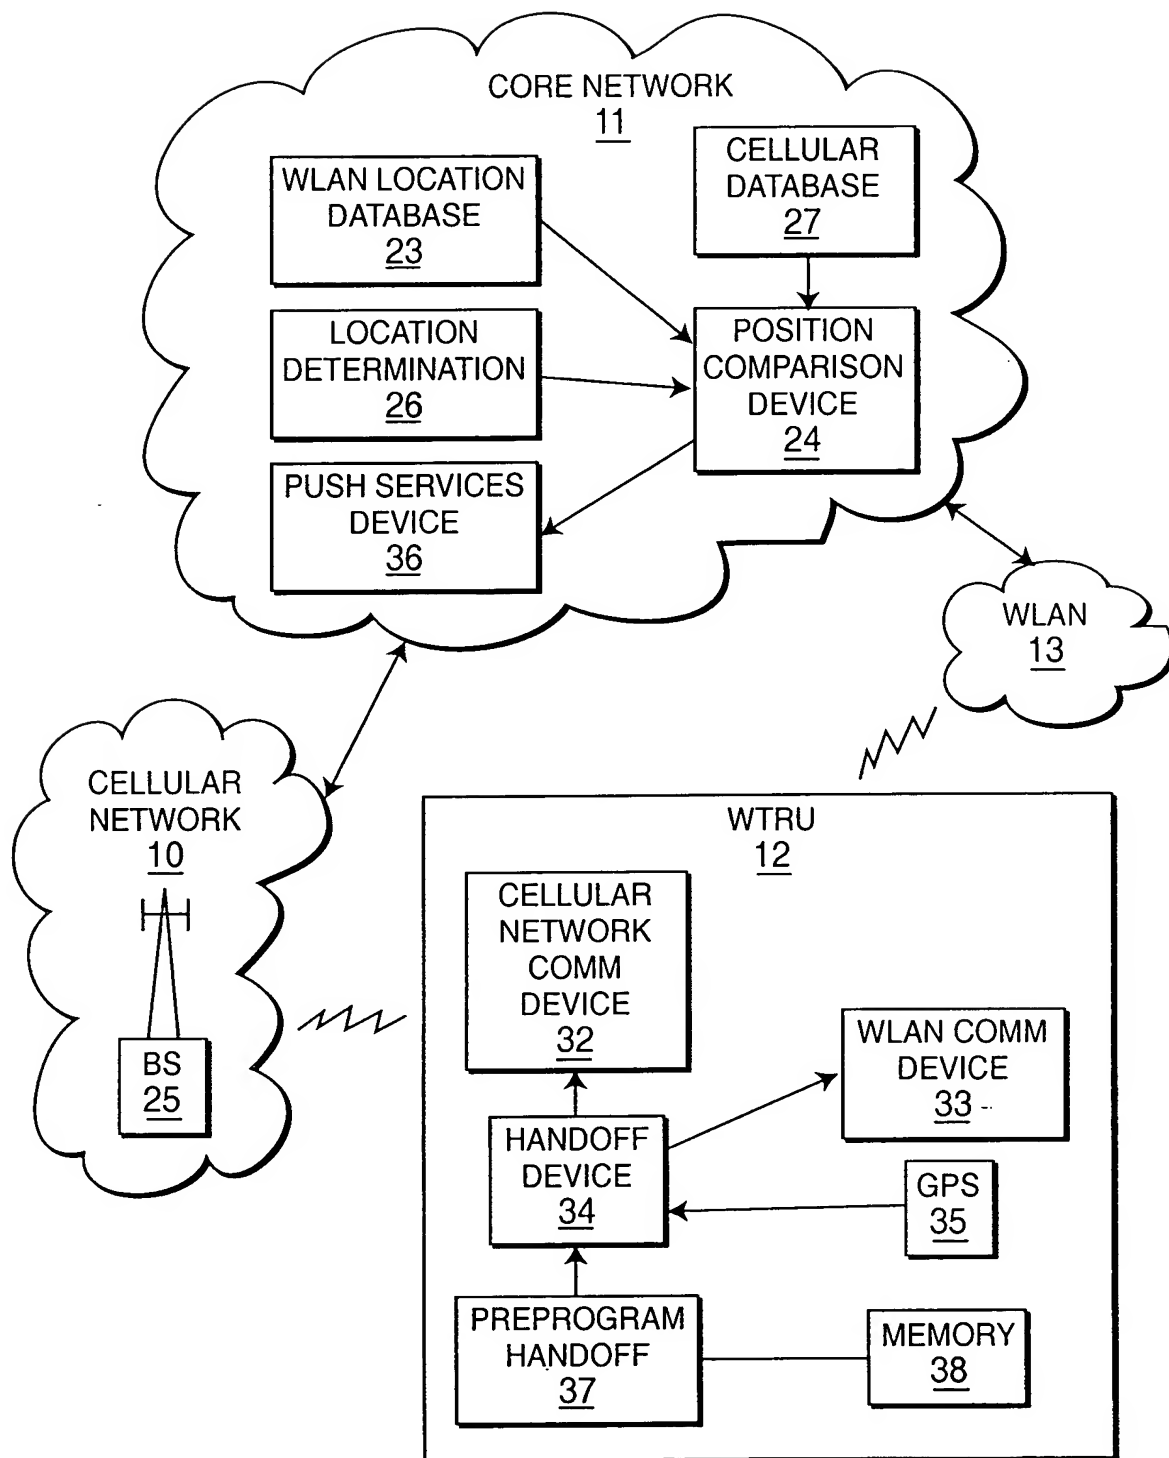 CORE NETWORK
11
WLAN LOCATION
DATABASE
23
CELLULAR
DATABASE
27
LOCATION
DETERMINATION
26
POSITION
COMPARISON
DEVICE
24
PUSH SERVICES
DEVICE
36
WLAN
13
CELLULAR
NETWORK
10
BS
25
WTRU
12
CELLULAR
NETWORK
COMM
DEVICE
32
WLAN COMM
DEVICE
33
HANDOFF
DEVICE
34
GPS
35
PREPROGRAM
HANDOFF
37
MEMORY
38